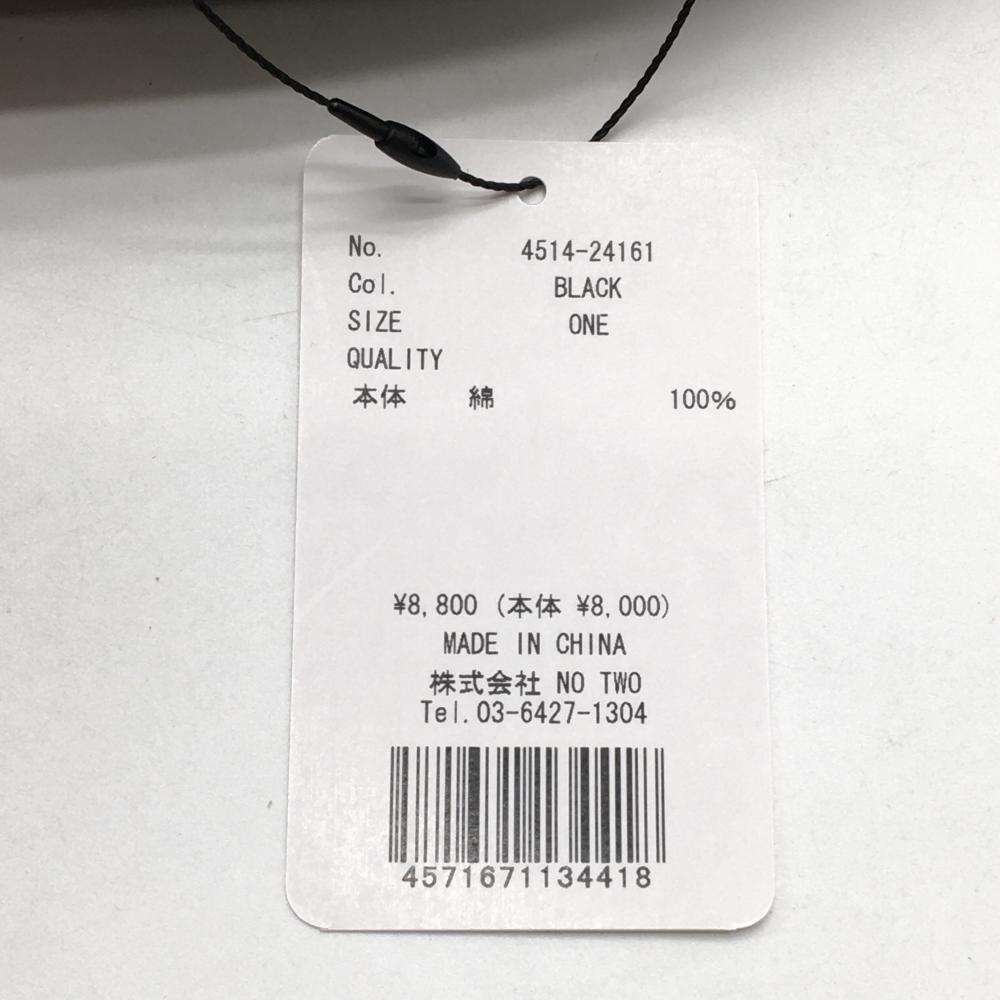 No. 4514-24161
Col. BLACK
SIZE ONE
QUALITY
本体 綿 100%
¥8,800 (本体 ¥8,000)
MADE IN CHINA
株式会社 NO TWO
Tel.03-6427-1304
4571671134418